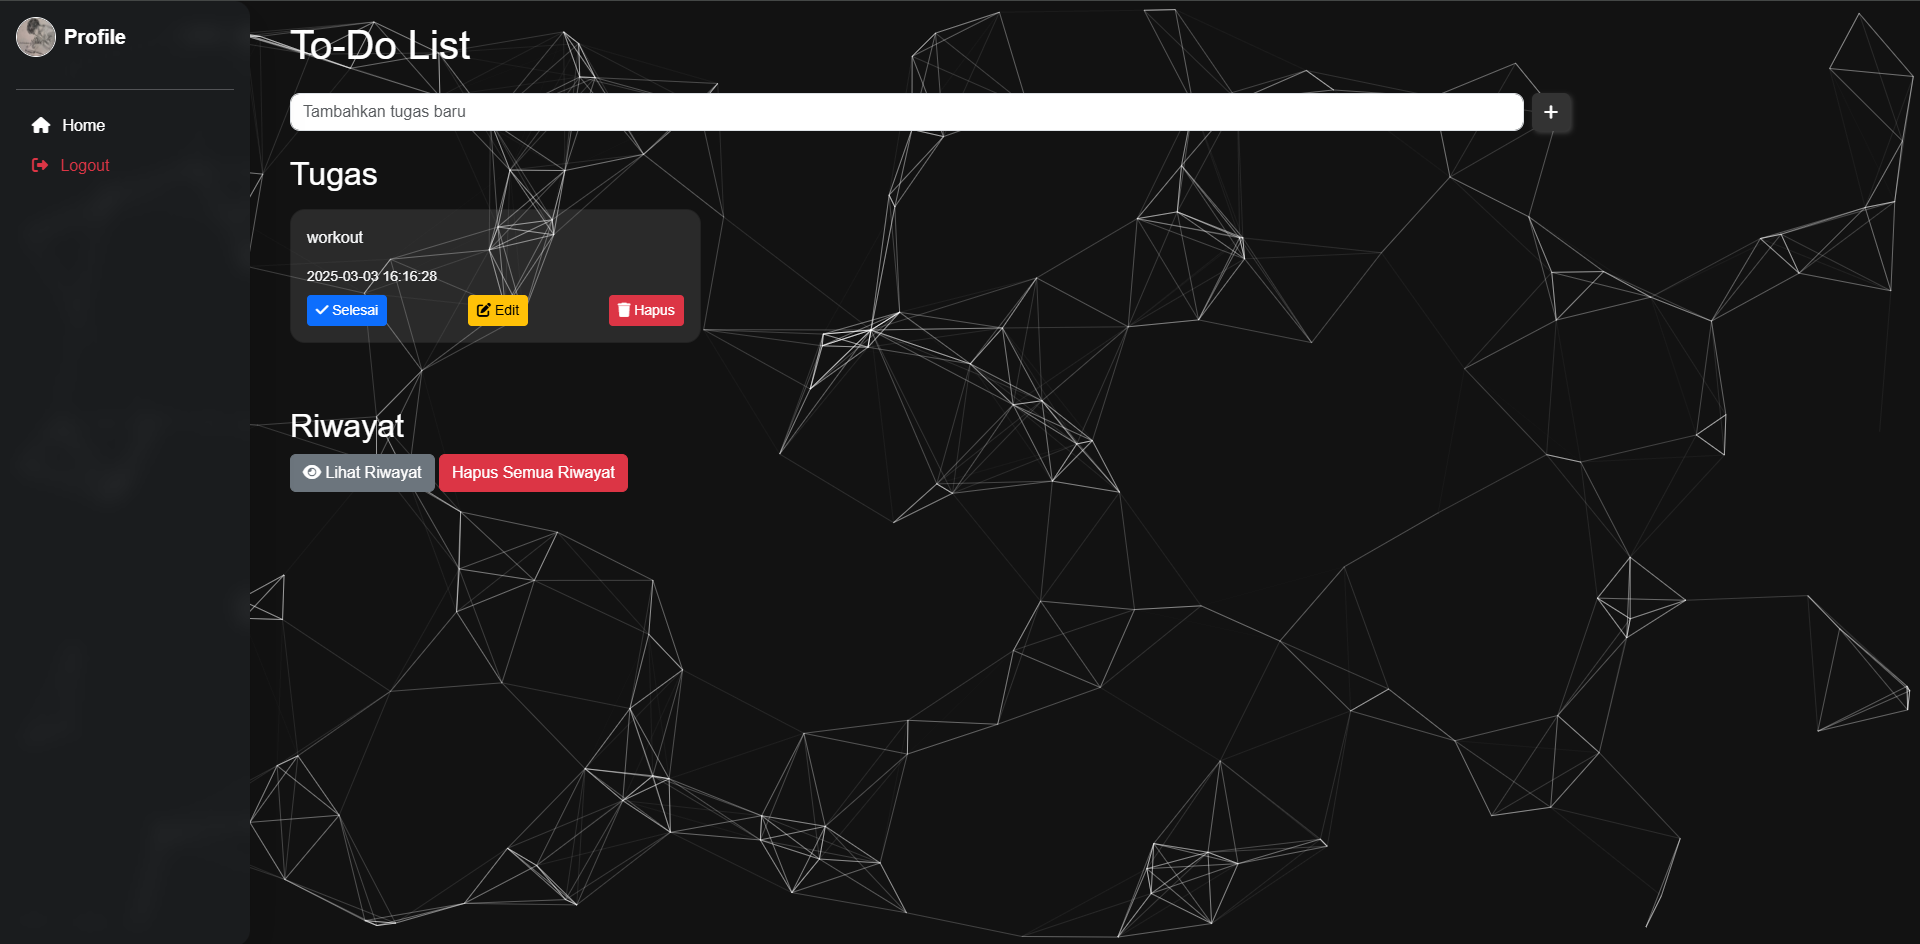 Profile
Home
Logout
To-Do List
Tambahkan tugas baru
Tugas
workout
2025-03-03 16:16:28
Selesai Edit Hapus
Riwayat
Lihat Riwayat Hapus Semua Riwayat